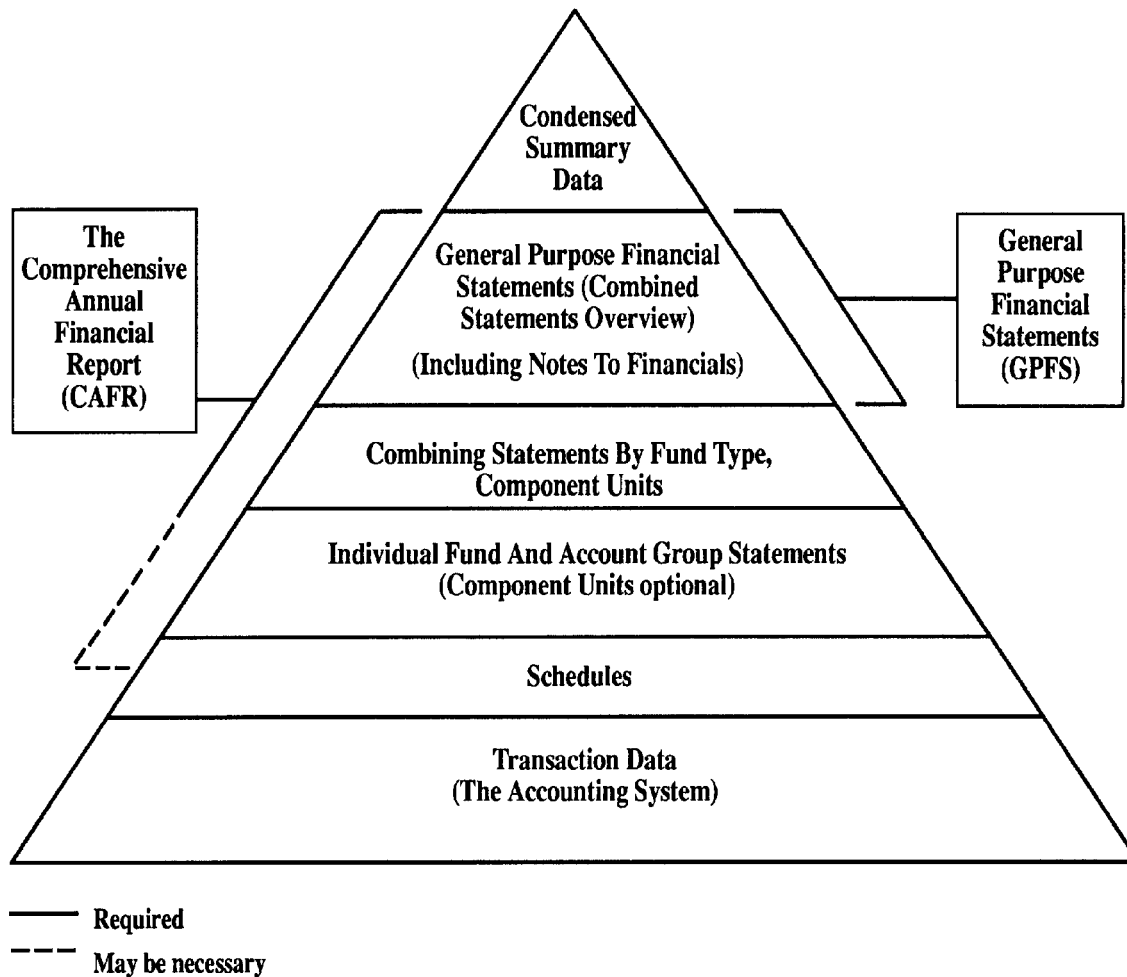 Condensed
Summary
Data
The
Comprehensive
Annual
Financial
Report
(CAFR)
General Purpose Financial
Statements (Combined
Statements Overview)
(Including Notes To Financials)
General
Purpose
Financial
Statements
(GPFS)
Combining Statements By Fund Type,
Component Units
Individual Fund And Account Group Statements
(Component Units optional)
Schedules
Transaction Data
(The Accounting System)
Required
May be necessary